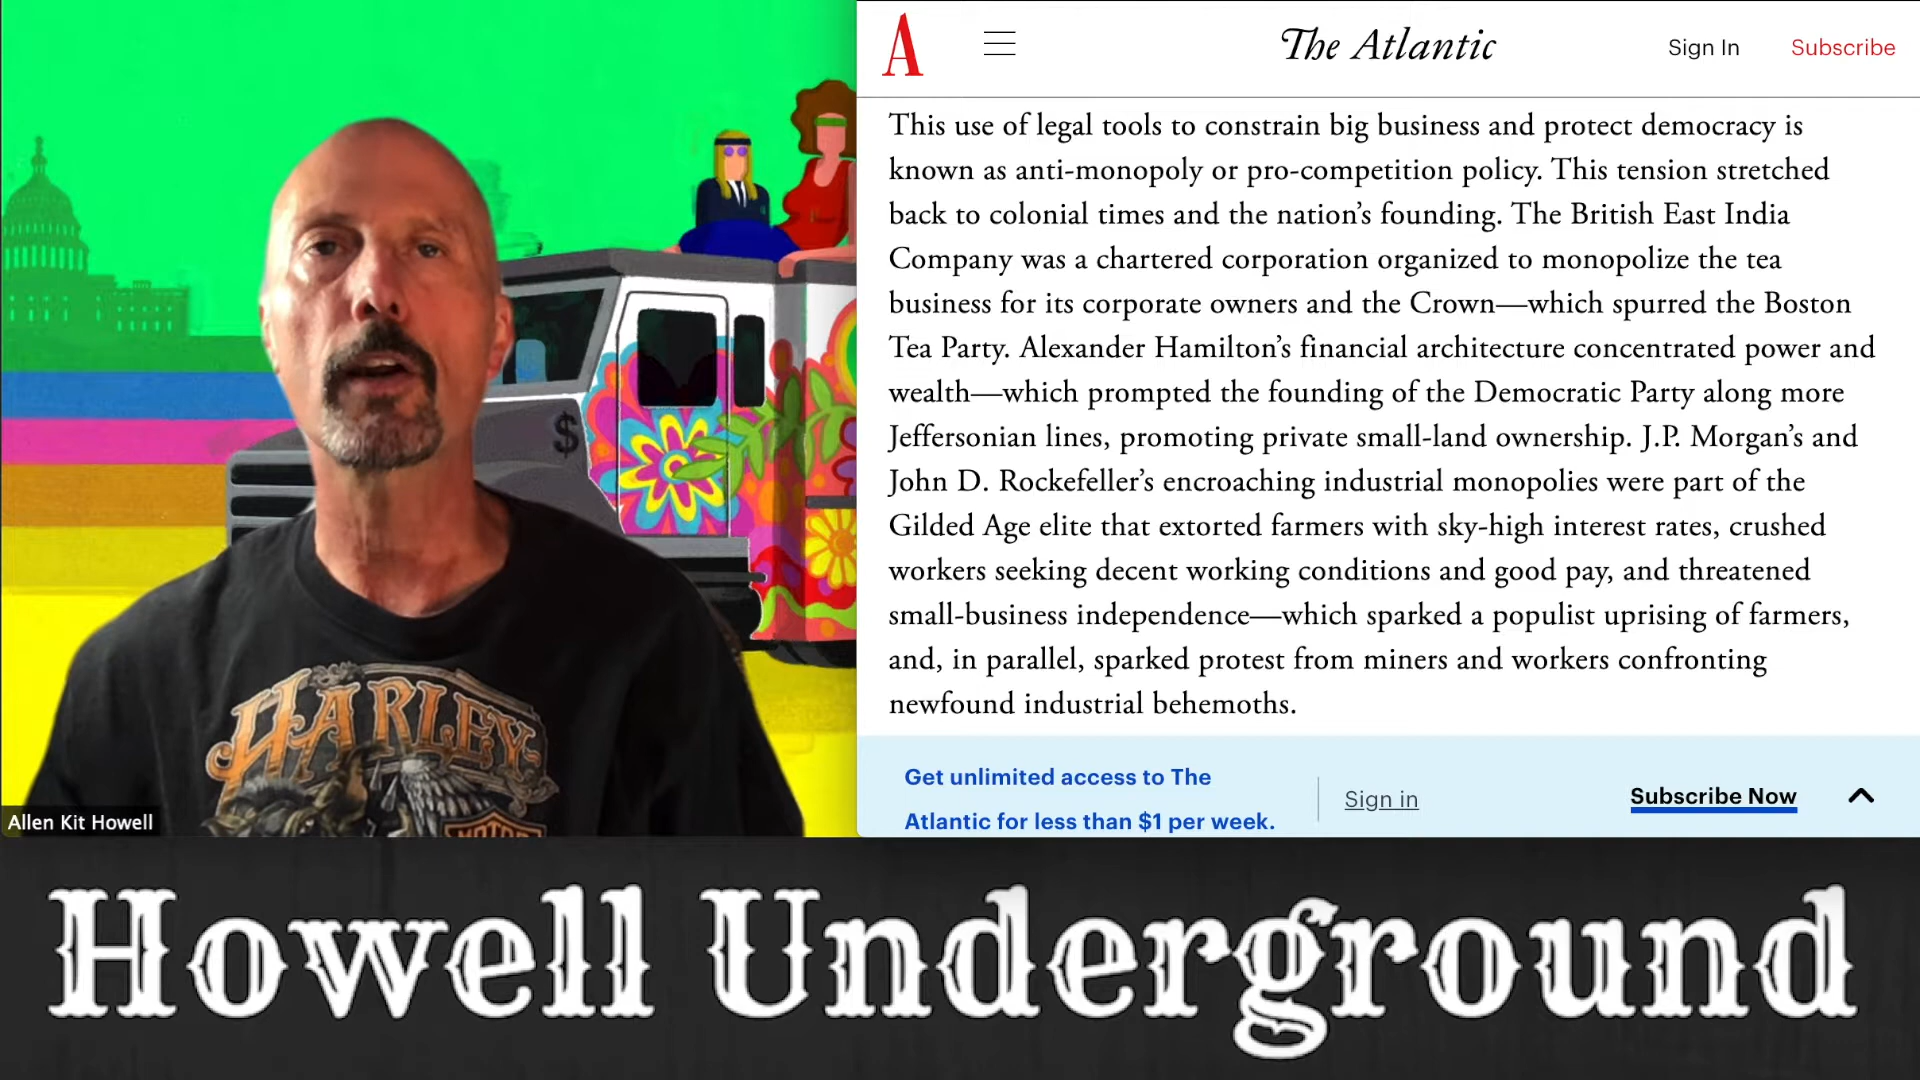 A
The Atlantic
Sign In
Subscribe
This use of legal tools to constrain big business and protect democracy is
known as anti-monopoly or pro-competition policy. This tension stretched
back to colonial times and the nation's founding. The British East India
Company was a chartered corporation organized to monopolize the tea
business for its corporate owners and the Crown—which spurred the Boston
Tea Party. Alexander Hamilton's financial architecture concentrated power and
wealth—which prompted the founding of the Democratic Party along more
Jeffersonian lines, promoting private small-land ownership. J.P. Morgan's and
John D. Rockefeller's encroaching industrial monopolies were part of the
Gilded Age elite that extorted farmers with sky-high interest rates, crushed
workers seeking decent working conditions and good pay, and threatened
small-business independence—which sparked a populist uprising of farmers,
and, in parallel, sparked protest from miners and workers confronting
newfound industrial behemoths.
Get unlimited access to The
Atlantic for less than $1 per week.
Sign in
Subscribe Now
$
HARLEY
Allen Kit Howell
Howell Underground